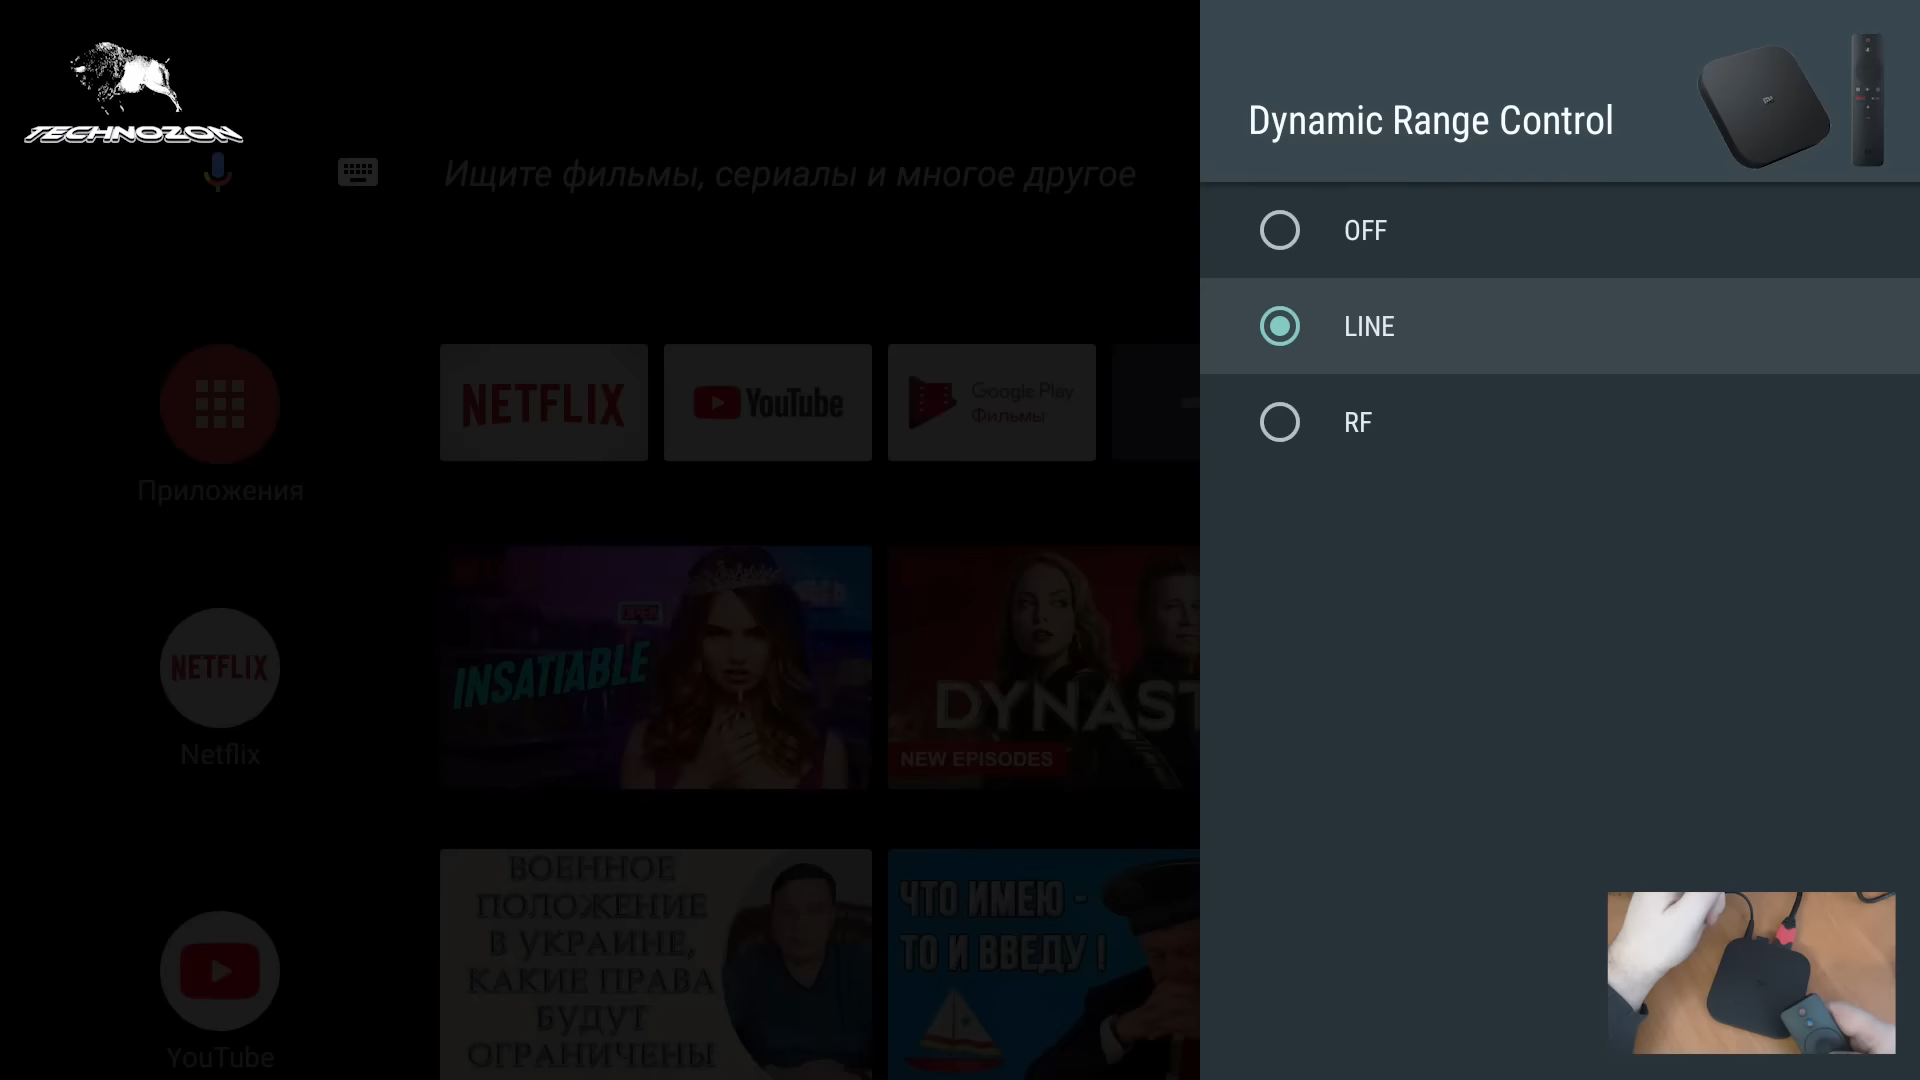 TECHNOZON
Ищите фильмы, сериалы и многое другое
Dynamic Range Control
OFF
LINE
RF
NETFLIX
YouTube
Google Play
Фильмы
Приложения
INSATIABLE
DYNAST
NEW EPISODES
NETFLIX
Netflix
ВОЕННОЕ
ПОЛОЖЕНИЕ
В УКРАИНЕ,
КАКИЕ ПРАВА
БУДУТ
ОГРАНИЧЕНЫ
ЧТО ИМЕЮ -
ТО И ВВЕДУ !
YouTube